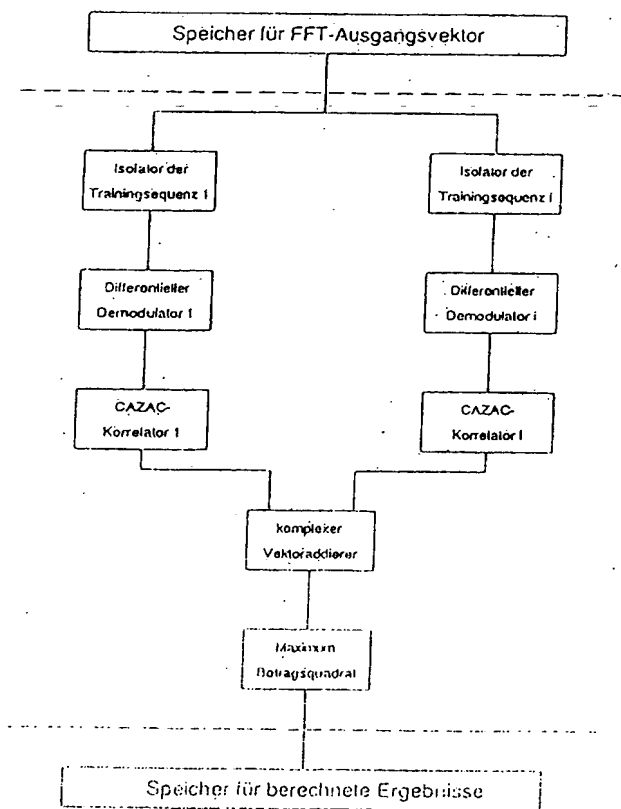 Speicher für FFT-Ausgangsvektor
Isolator der
Trainingsequenz 1
Isolator der
Trainingsequenz i
Differentieller
Demodulator 1
Differentieller
Demodulator i
CAZAC-
Korrelator 1
CAZAC-
Korrelator i
komplexer
Vektoraddierer
Maximum
Betragsquadrat
Speicher für berechnete Ergebnisse